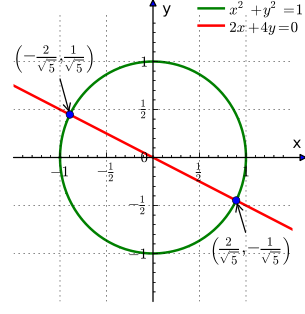 y
x² + y² = 1
2x + 4y = 0
(−2/√5, 1/√5)
1
1/2
x
0
−1
−1/2
1/2
1
−1/2
(2/√5, −1/√5)
−1